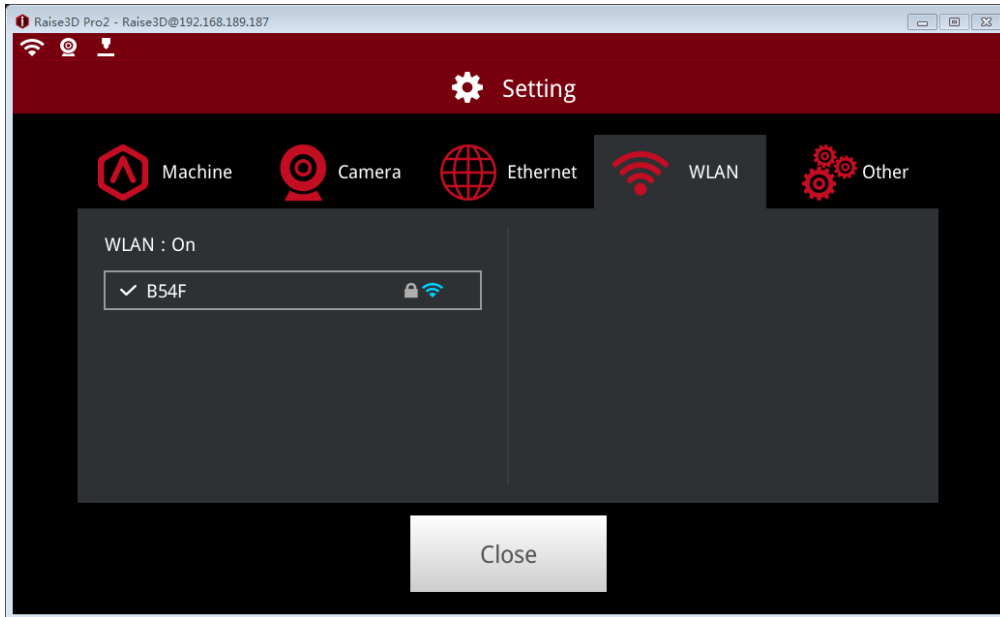 Raise3D Pro2 - Raise3D@192.168.189.187
Setting
Machine Camera Ethernet WLAN Other
WLAN : On
B54F
Close